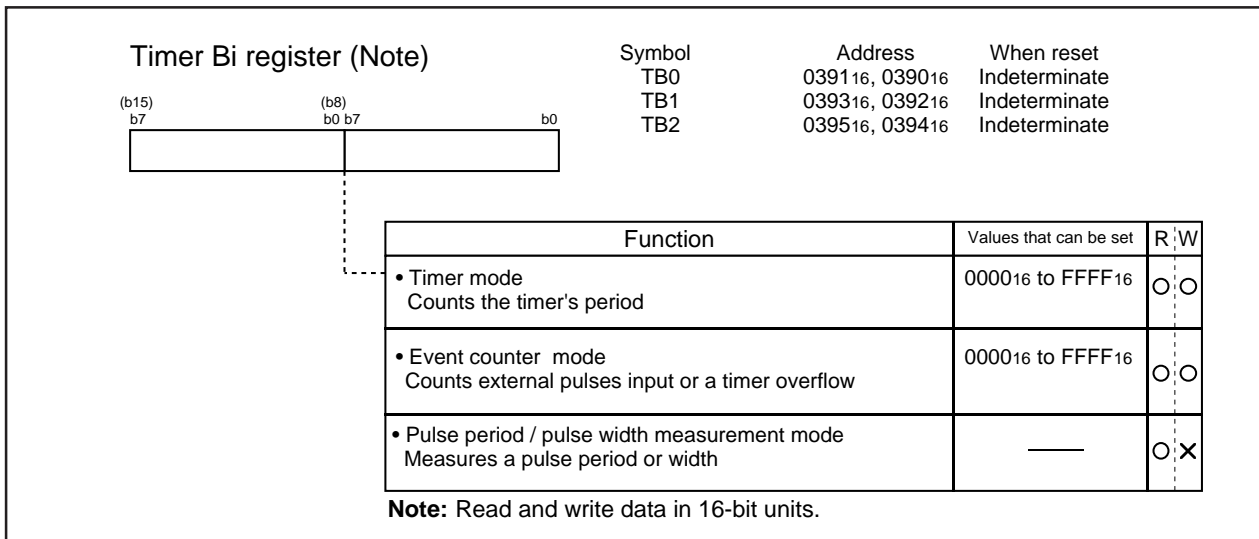 Timer Bi register (Note)
Symbol Address When reset
TB0 039116, 039016 Indeterminate
TB1 039316, 039216 Indeterminate
TB2 039516, 039416 Indeterminate
(b15) (b8)
b7 b0 b7 b0
Function Values that can be set R W
• Timer mode 000016 to FFFF16 O O
Counts the timer's period
• Event counter mode 000016 to FFFF16 O O
Counts external pulses input or a timer overflow
• Pulse period / pulse width measurement mode —— O X
Measures a pulse period or width
Note: Read and write data in 16-bit units.